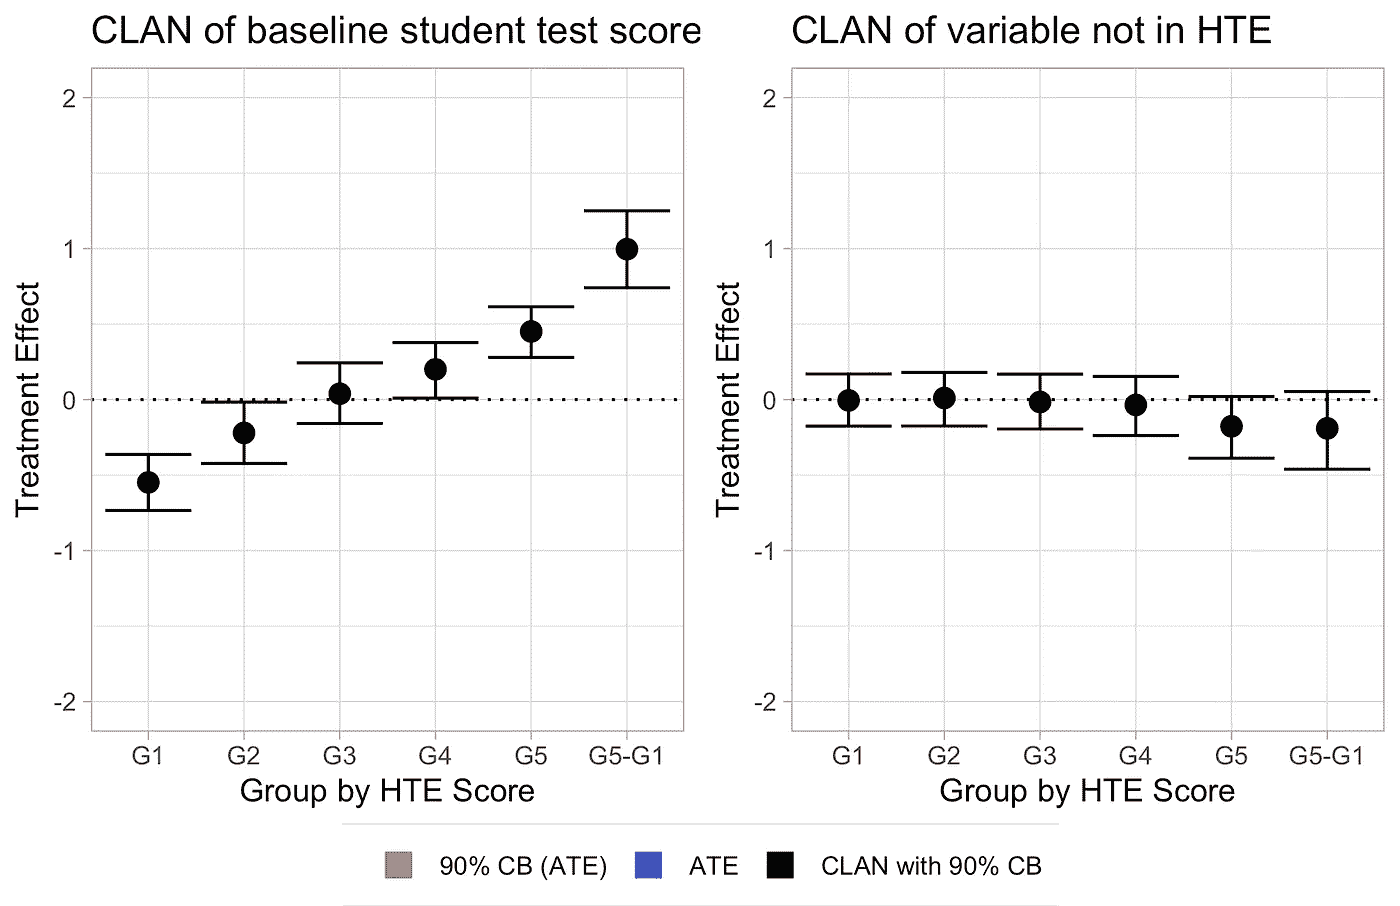 CLAN of baseline student test score
Treatment Effect
2
1
0
-1
-2
G1 G2 G3 G4 G5 G5-G1
Group by HTE Score
CLAN of variable not in HTE
Treatment Effect
2
1
0
-1
-2
G1 G2 G3 G4 G5 G5-G1
Group by HTE Score
90% CB (ATE) ATE CLAN with 90% CB